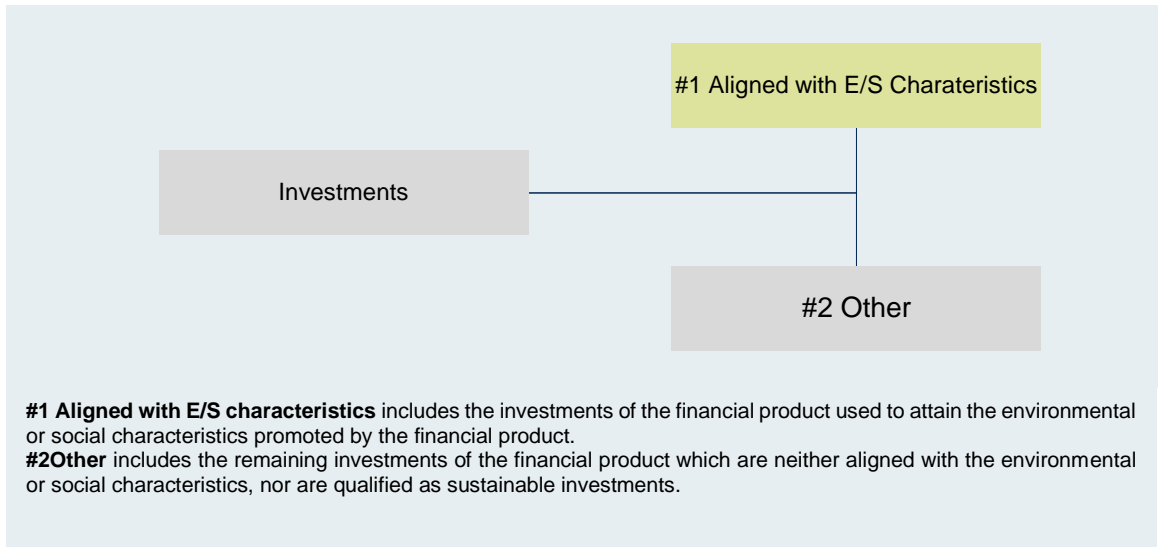 #1 Aligned with E/S Charateristics
Investments
#2 Other
#1 Aligned with E/S characteristics includes the investments of the financial product used to attain the environmental
or social characteristics promoted by the financial product.
#2Other includes the remaining investments of the financial product which are neither aligned with the environmental
or social characteristics, nor are qualified as sustainable investments.